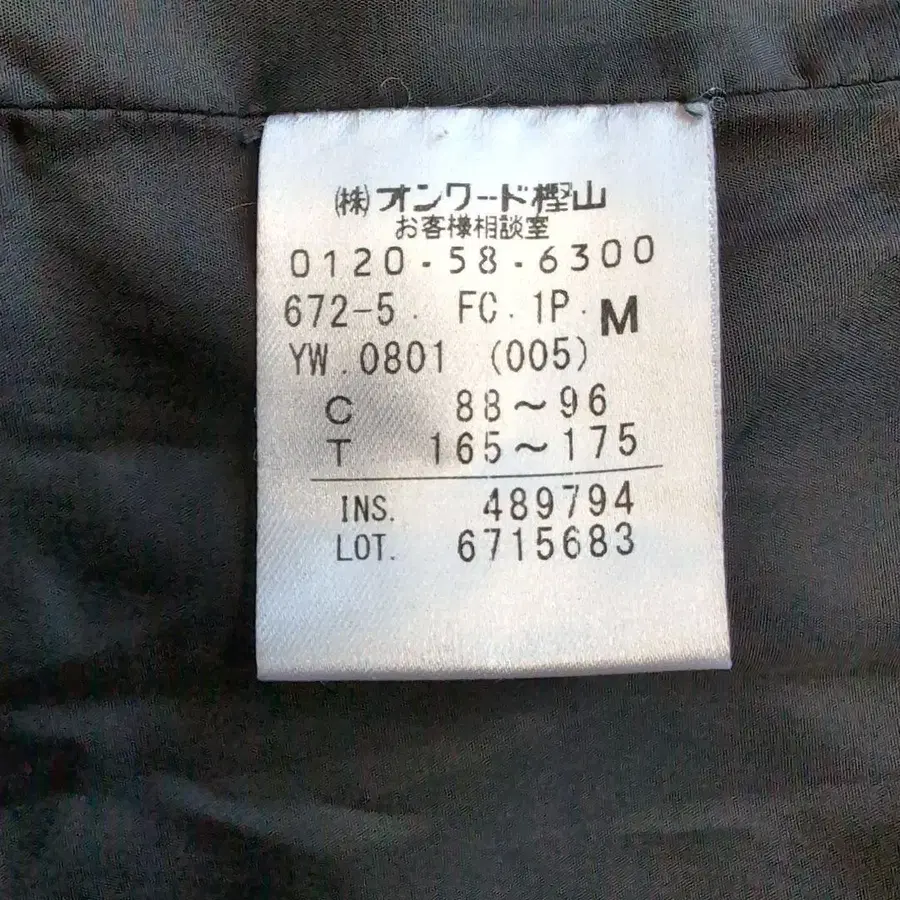 ㈱オンワード樫山
お客様相談室
0120-58-6300
672-5. FC. 1P. M
YW. 0801 (005)
C 88~96
T 165~175
INS. 489794
LOT. 6715683